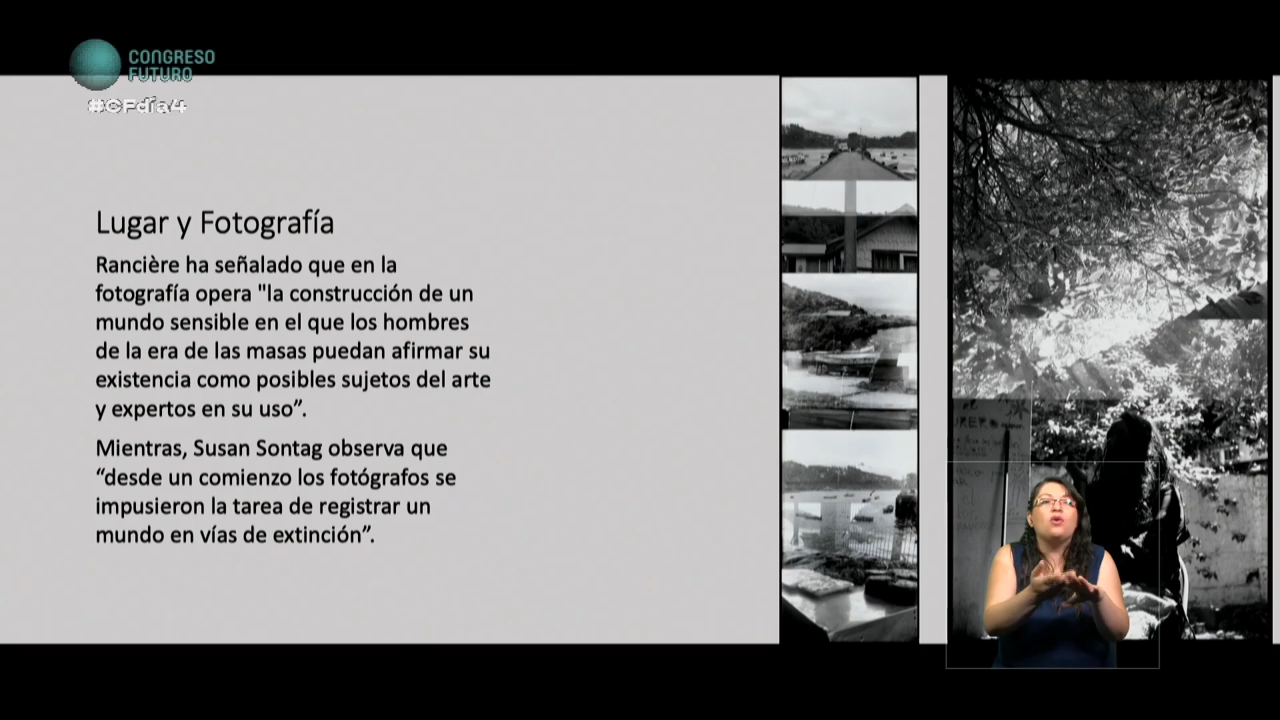 CONGRESO
FUTURO
#CFdía4
Lugar y Fotografía
Rancière ha señalado que en la
fotografía opera "la construcción de un
mundo sensible en el que los hombres
de la era de las masas puedan afirmar su
existencia como posibles sujetos del arte
y expertos en su uso”.
Mientras, Susan Sontag observa que
“desde un comienzo los fotógrafos se
impusieron la tarea de registrar un
mundo en vías de extinción”.